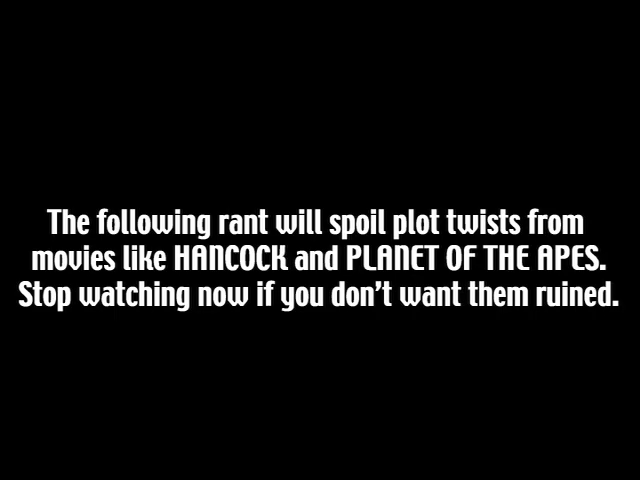 The following rant will spoil plot twists from
movies like HANCOCK and PLANET OF THE APES.
Stop watching now if you don't want them ruined.